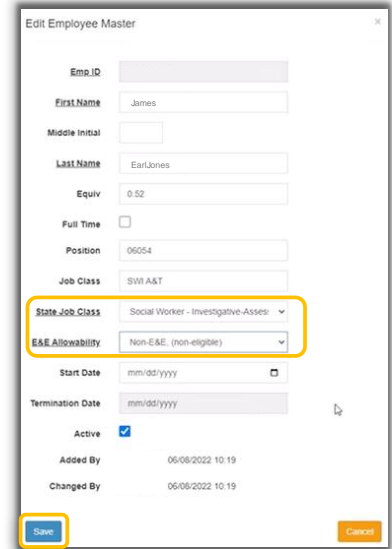 Edit Employee Master ×
Emp ID
First Name James
Middle Initial
Last Name EarlJones
Equiv 0.52
Full Time
Position 06054
Job Class SWI A&T
State Job Class Social Worker - Investigative-Asses
E&E Allowability Non-E&E, (non-eligible)
Start Date mm/dd/yyyy
Termination Date mm/dd/yyyy
Active
Added By 06/08/2022 10:19
Changed By 06/08/2022 10:19
Save Cancel